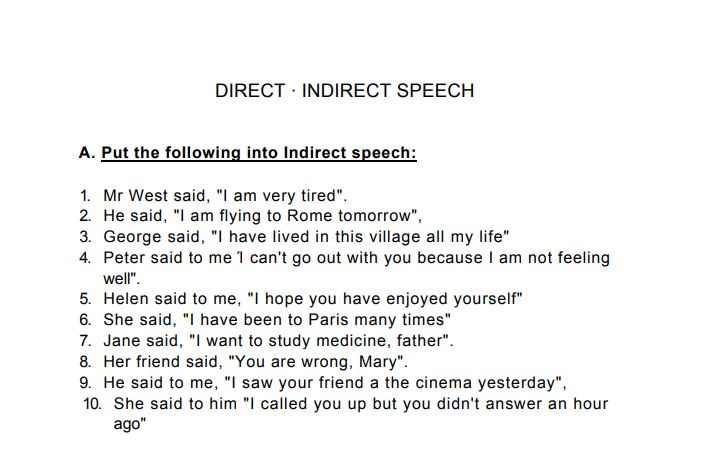 DIRECT · INDIRECT SPEECH
A. Put the following into Indirect speech:
1. Mr West said, "I am very tired".
2. He said, "I am flying to Rome tomorrow",
3. George said, "I have lived in this village all my life"
4. Peter said to me 'I can't go out with you because I am not feeling
well".
5. Helen said to me, "I hope you have enjoyed yourself"
6. She said, "I have been to Paris many times"
7. Jane said, "I want to study medicine, father".
8. Her friend said, "You are wrong, Mary".
9. He said to me, "I saw your friend a the cinema yesterday",
10. She said to him "I called you up but you didn't answer an hour
ago"